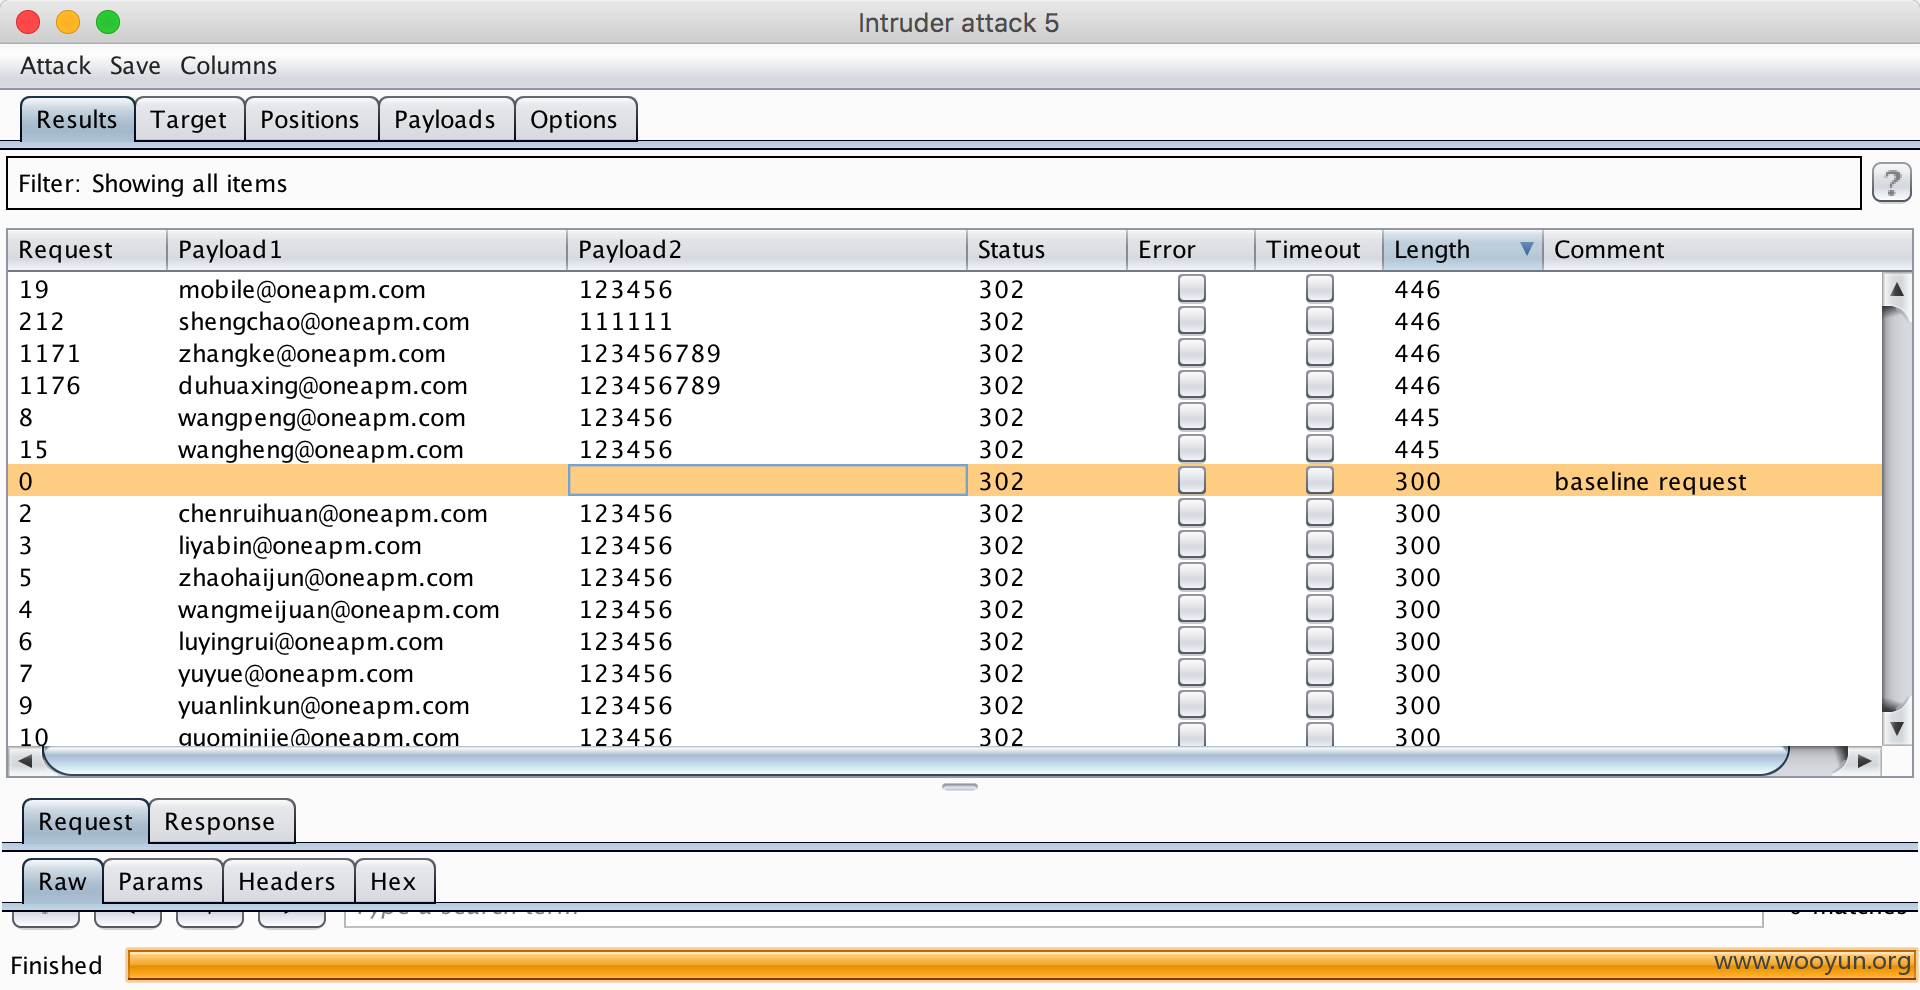 Intruder attack 5
Attack Save Columns
Results Target Positions Payloads Options
Filter: Showing all items ?
Request Payload1 Payload2 Status Error Timeout Length Comment
19 mobile@oneapm.com 123456 302 446
212 shengchao@oneapm.com 111111 302 446
1171 zhangke@oneapm.com 123456789 302 446
1176 duhuaxing@oneapm.com 123456789 302 446
8 wangpeng@oneapm.com 123456 302 445
15 wangheng@oneapm.com 123456 302 445
0 302 300 baseline request
2 chenruihuan@oneapm.com 123456 302 300
3 liyabin@oneapm.com 123456 302 300
5 zhaohaijun@oneapm.com 123456 302 300
4 wangmeijuan@oneapm.com 123456 302 300
6 luyingrui@oneapm.com 123456 302 300
7 yuyue@oneapm.com 123456 302 300
9 yuanlinkun@oneapm.com 123456 302 300
10 guominjie@oneapm.com 123456 302 300
Request Response
Raw Params Headers Hex
Type a search term
0 matches
Finished
www.wooyun.org